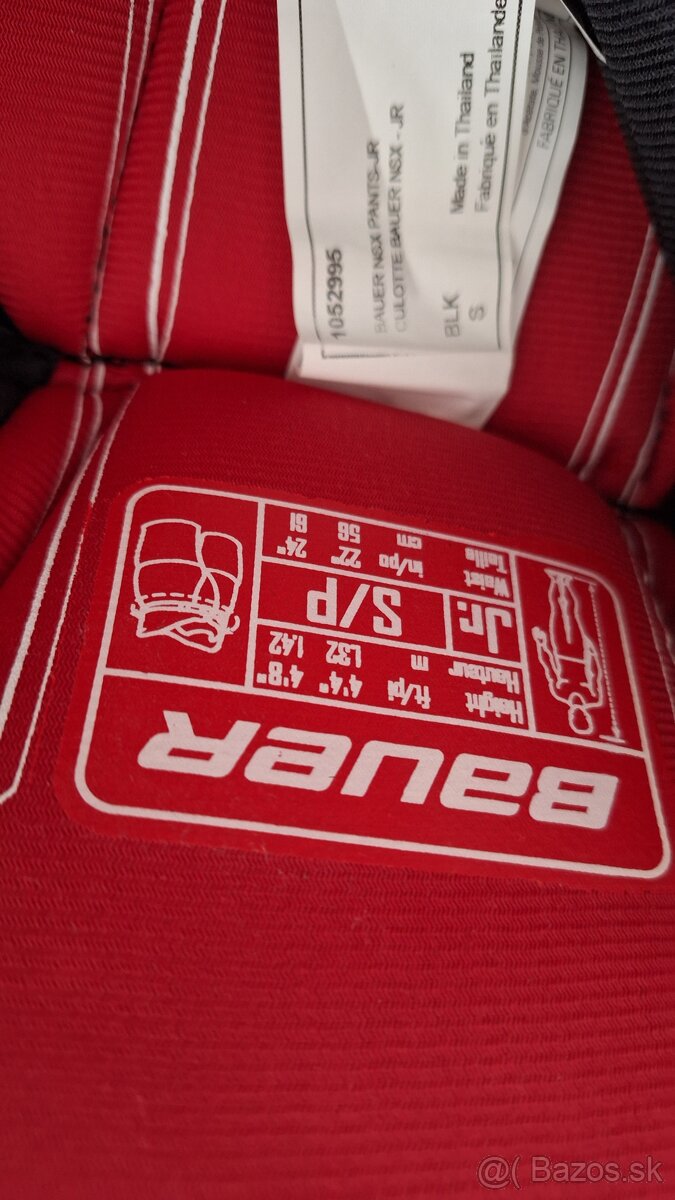 1052995
BAUER NSX PANTS-JR
CULOTTE BAUER NSX - JR
BLK
S
Made in Thailand
Fabriqué en Thaïlande
FABRIQUÉ EN
BAUER
Height ft/pi 4'4" 4'8"
Hauteur m 1.32 1.42
Jr. S/P
Waist in/po 22" 24"
Taille cm 56 61
@( Bazos.sk